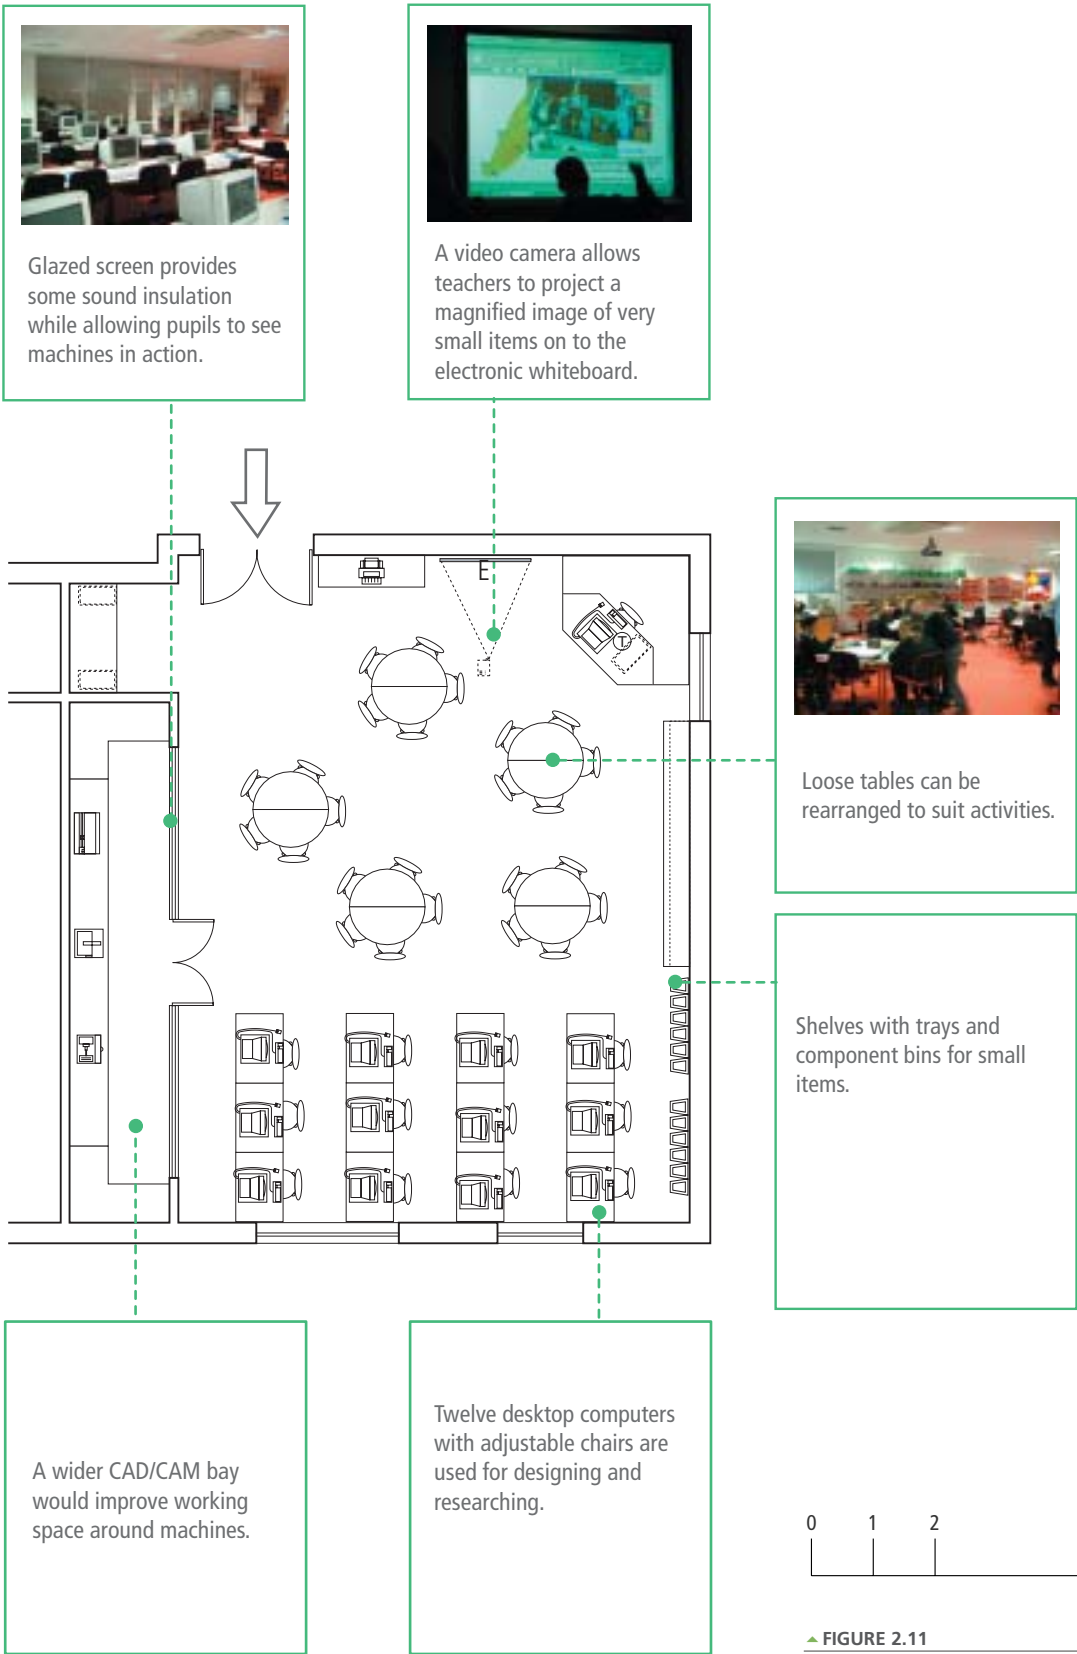 Glazed screen provides
some sound insulation
while allowing pupils to see
machines in action.
A video camera allows
teachers to project a
magnified image of very
small items on to the
electronic whiteboard.
E
T
Loose tables can be
rearranged to suit activities.
Shelves with trays and
component bins for small
items.
A wider CAD/CAM bay
would improve working
space around machines.
Twelve desktop computers
with adjustable chairs are
used for designing and
researching.
0 1 2
FIGURE 2.11